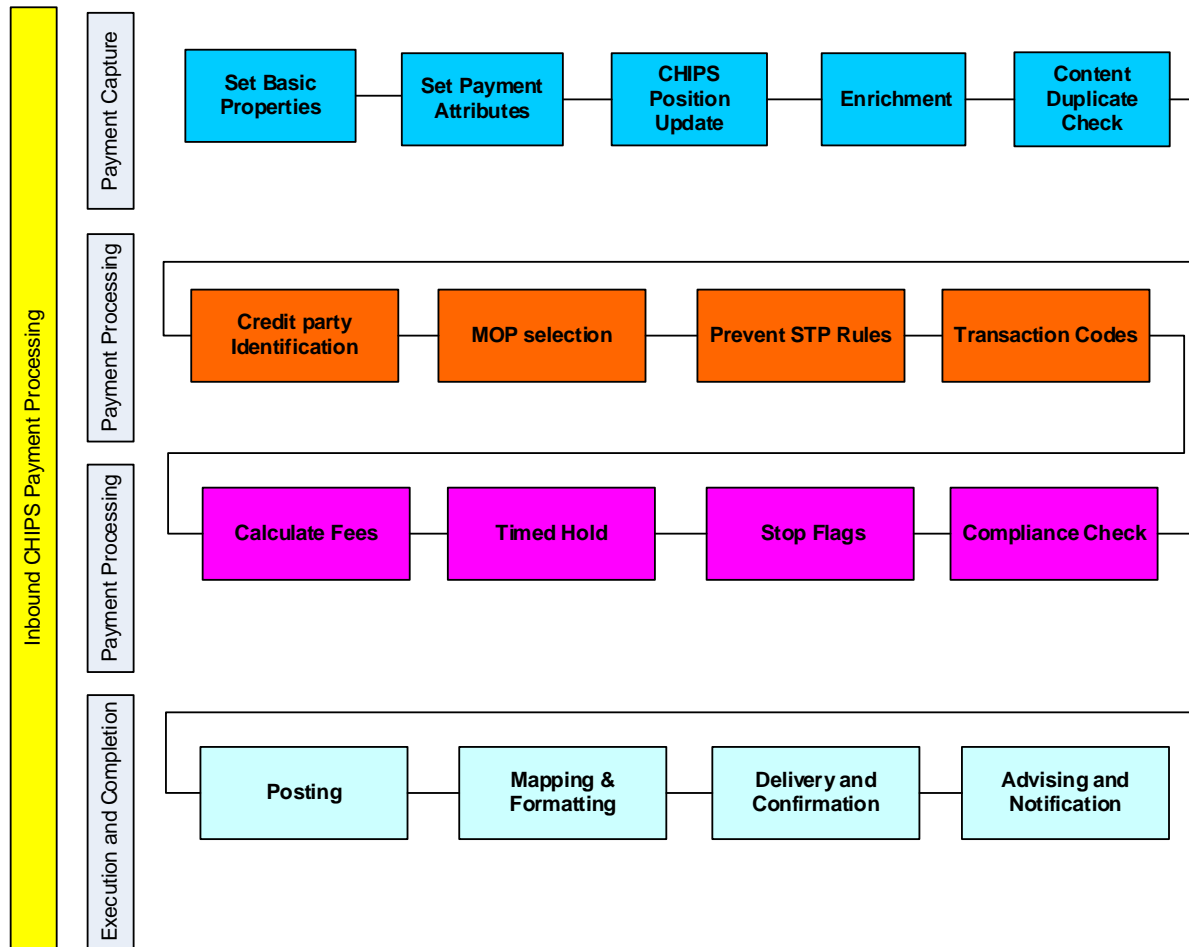 Inbound CHIPS Payment Processing
Payment Capture
Set Basic
Properties
Set Payment
Attributes
CHIPS
Position
Update
Enrichment
Content
Duplicate
Check
Payment Processing
Credit party
Identification
MOP selection
Prevent STP Rules
Transaction Codes
Payment Processing
Calculate Fees
Timed Hold
Stop Flags
Compliance Check
Execution and Completion
Posting
Mapping &
Formatting
Delivery and
Confirmation
Advising and
Notification